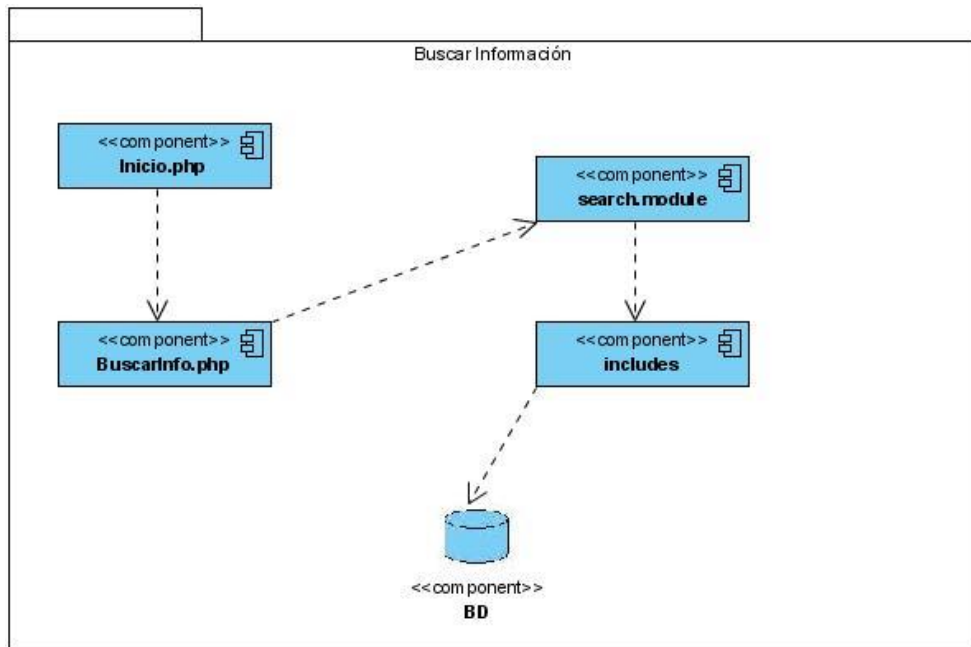 Buscar Información
<<component>>
Inicio.php
<<component>>
search.module
<<component>>
BuscarInfo.php
<<component>>
includes
<<component>>
BD